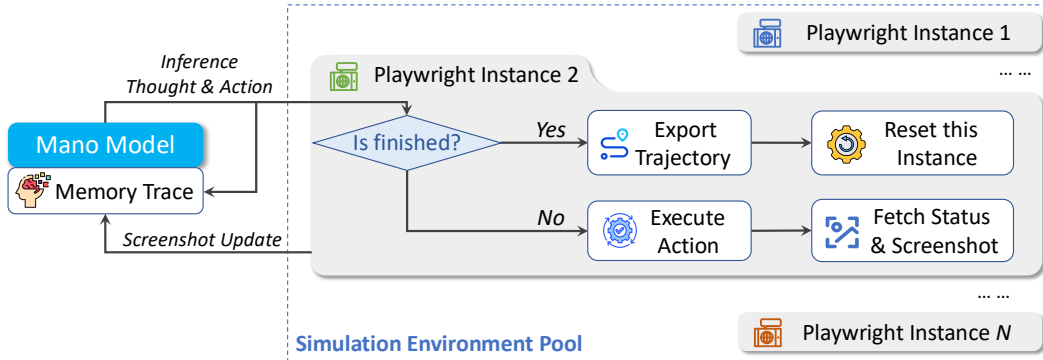 Playwright Instance 1
... ...
Inference
Thought & Action
Playwright Instance 2
Mano Model
Memory Trace
Is finished?
Yes
Export
Trajectory
Reset this
Instance
No
Execute
Action
Fetch Status
& Screenshot
Screenshot Update
... ...
Simulation Environment Pool
Playwright Instance N